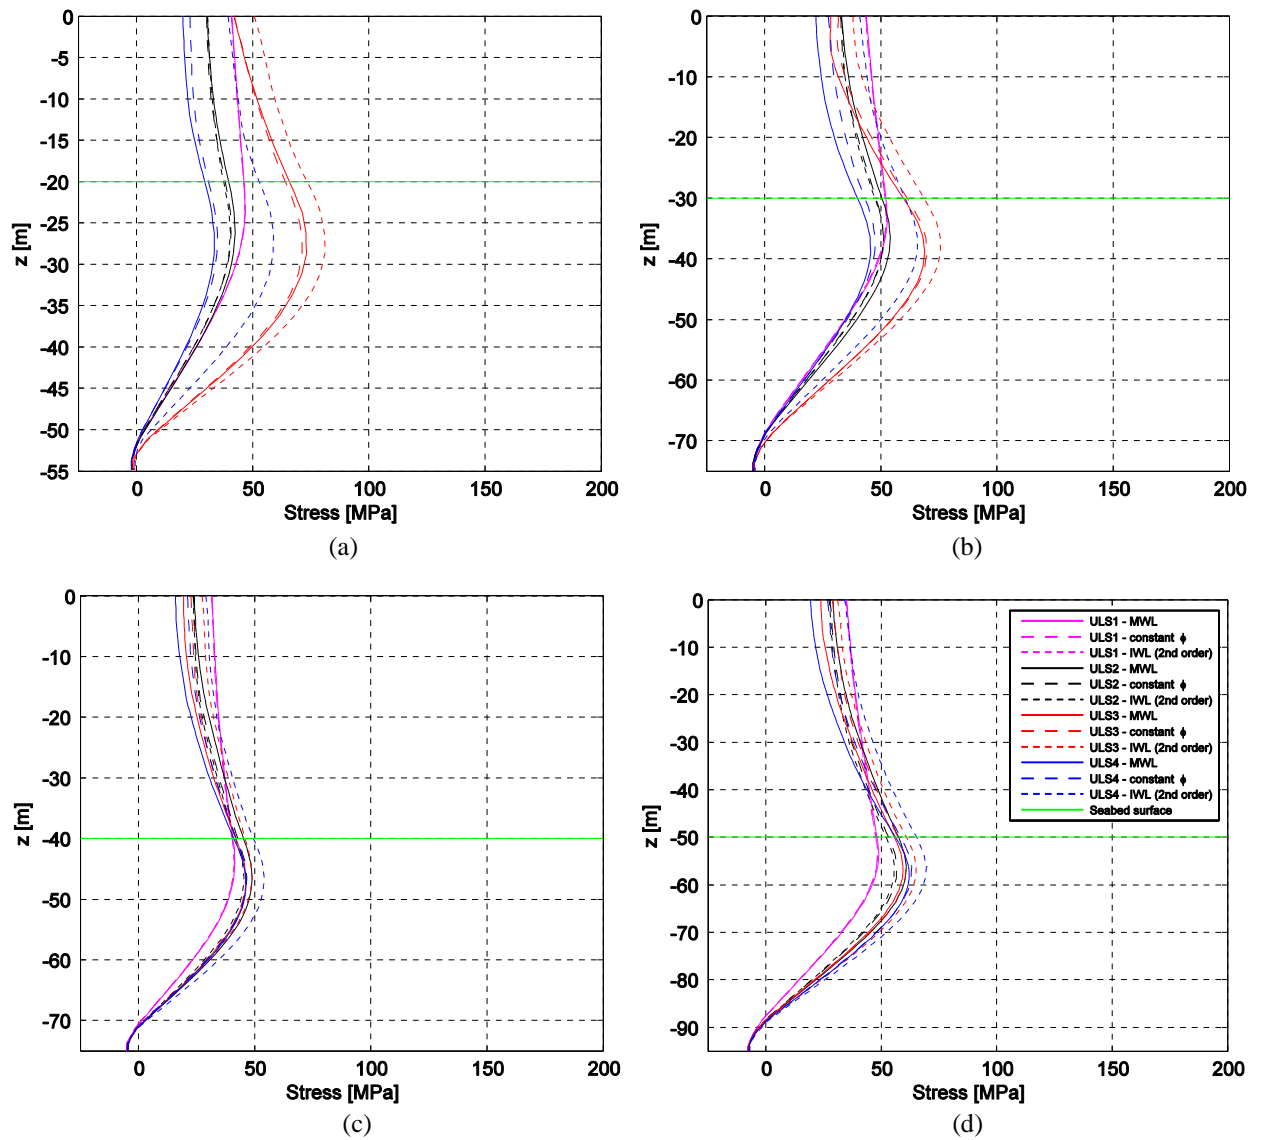 0
-5
-10
-15
-20
-25
-30
-35
-40
-45
-50
-55
z [m]
0 50 100 150 200
Stress [MPa]
(a)
0
-10
-20
-30
-40
-50
-60
-70
z [m]
0 50 100 150 200
Stress [MPa]
(b)
0
-10
-20
-30
-40
-50
-60
-70
z [m]
0 50 100 150 200
Stress [MPa]
(c)
0
-10
-20
-30
-40
-50
-60
-70
-80
-90
z [m]
0 50 100 150 200
Stress [MPa]
ULS1 - MWL
ULS1 - constant ϕ
ULS1 - IWL (2nd order)
ULS2 - MWL
ULS2 - constant ϕ
ULS2 - IWL (2nd order)
ULS3 - MWL
ULS3 - constant ϕ
ULS3 - IWL (2nd order)
ULS4 - MWL
ULS4 - constant ϕ
ULS4 - IWL (2nd order)
Seabed surface
(d)